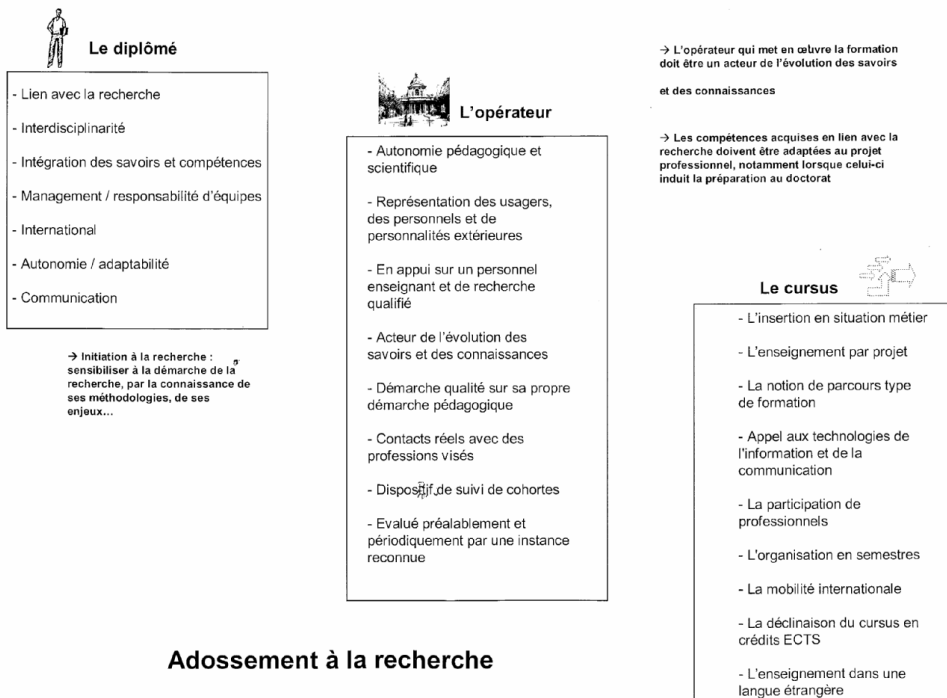 Le diplômé
- Lien avec la recherche
- Interdisciplinarité
- Intégration des savoirs et compétences
- Management / responsabilité d'équipes
- International
- Autonomie / adaptabilité
- Communication
→ Initiation à la recherche :
sensibiliser à la démarche de la
recherche, par la connaissance de
ses méthodologies, de ses
enjeux...
L'opérateur
- Autonomie pédagogique et
scientifique
- Représentation des usagers,
des personnels et de
personnalités extérieures
- En appui sur un personnel
enseignant et de recherche
qualifié
- Acteur de l'évolution des
savoirs et des connaissances
- Démarche qualité sur sa propre
démarche pédagogique
- Contacts réels avec des
professions visés
- Dispositif de suivi de cohortes
- Evalué préalablement et
périodiquement par une instance
reconnue
→ L'opérateur qui met en œuvre la formation
doit être un acteur de l'évolution des savoirs
et des connaissances
→ Les compétences acquises en lien avec la
recherche doivent être adaptées au projet
professionnel, notamment lorsque celui-ci
induit la préparation au doctorat
Le cursus
- L'insertion en situation métier
- L'enseignement par projet
- La notion de parcours type
de formation
- Appel aux technologies de
l'information et de la
communication
- La participation de
professionnels
- L'organisation en semestres
- La mobilité internationale
- La déclinaison du cursus en
crédits ECTS
- L'enseignement dans une
langue étrangère
Adossement à la recherche